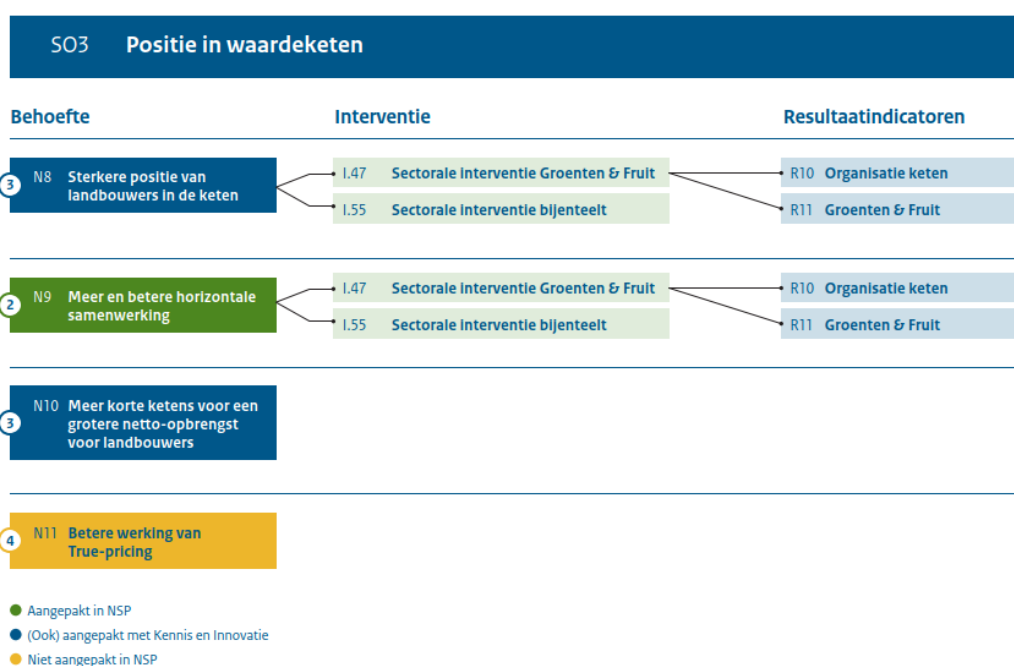 SO3 Positie in waardeketen
Behoefte Interventie Resultaatindicatoren
3 N8 Sterkere positie van
landbouwers in de keten
I.47 Sectorale interventie Groenten & Fruit
I.55 Sectorale interventie bijenteelt
R10 Organisatie keten
R11 Groenten & Fruit
2 N9 Meer en betere horizontale
samenwerking
I.47 Sectorale interventie Groenten & Fruit
I.55 Sectorale interventie bijenteelt
R10 Organisatie keten
R11 Groenten & Fruit
3 N10 Meer korte ketens voor een
grotere netto-opbrengst
voor landbouwers
4 N11 Betere werking van
True-pricing
Aangepakt in NSP
(Ook) aangepakt met Kennis en Innovatie
Niet aangepakt in NSP